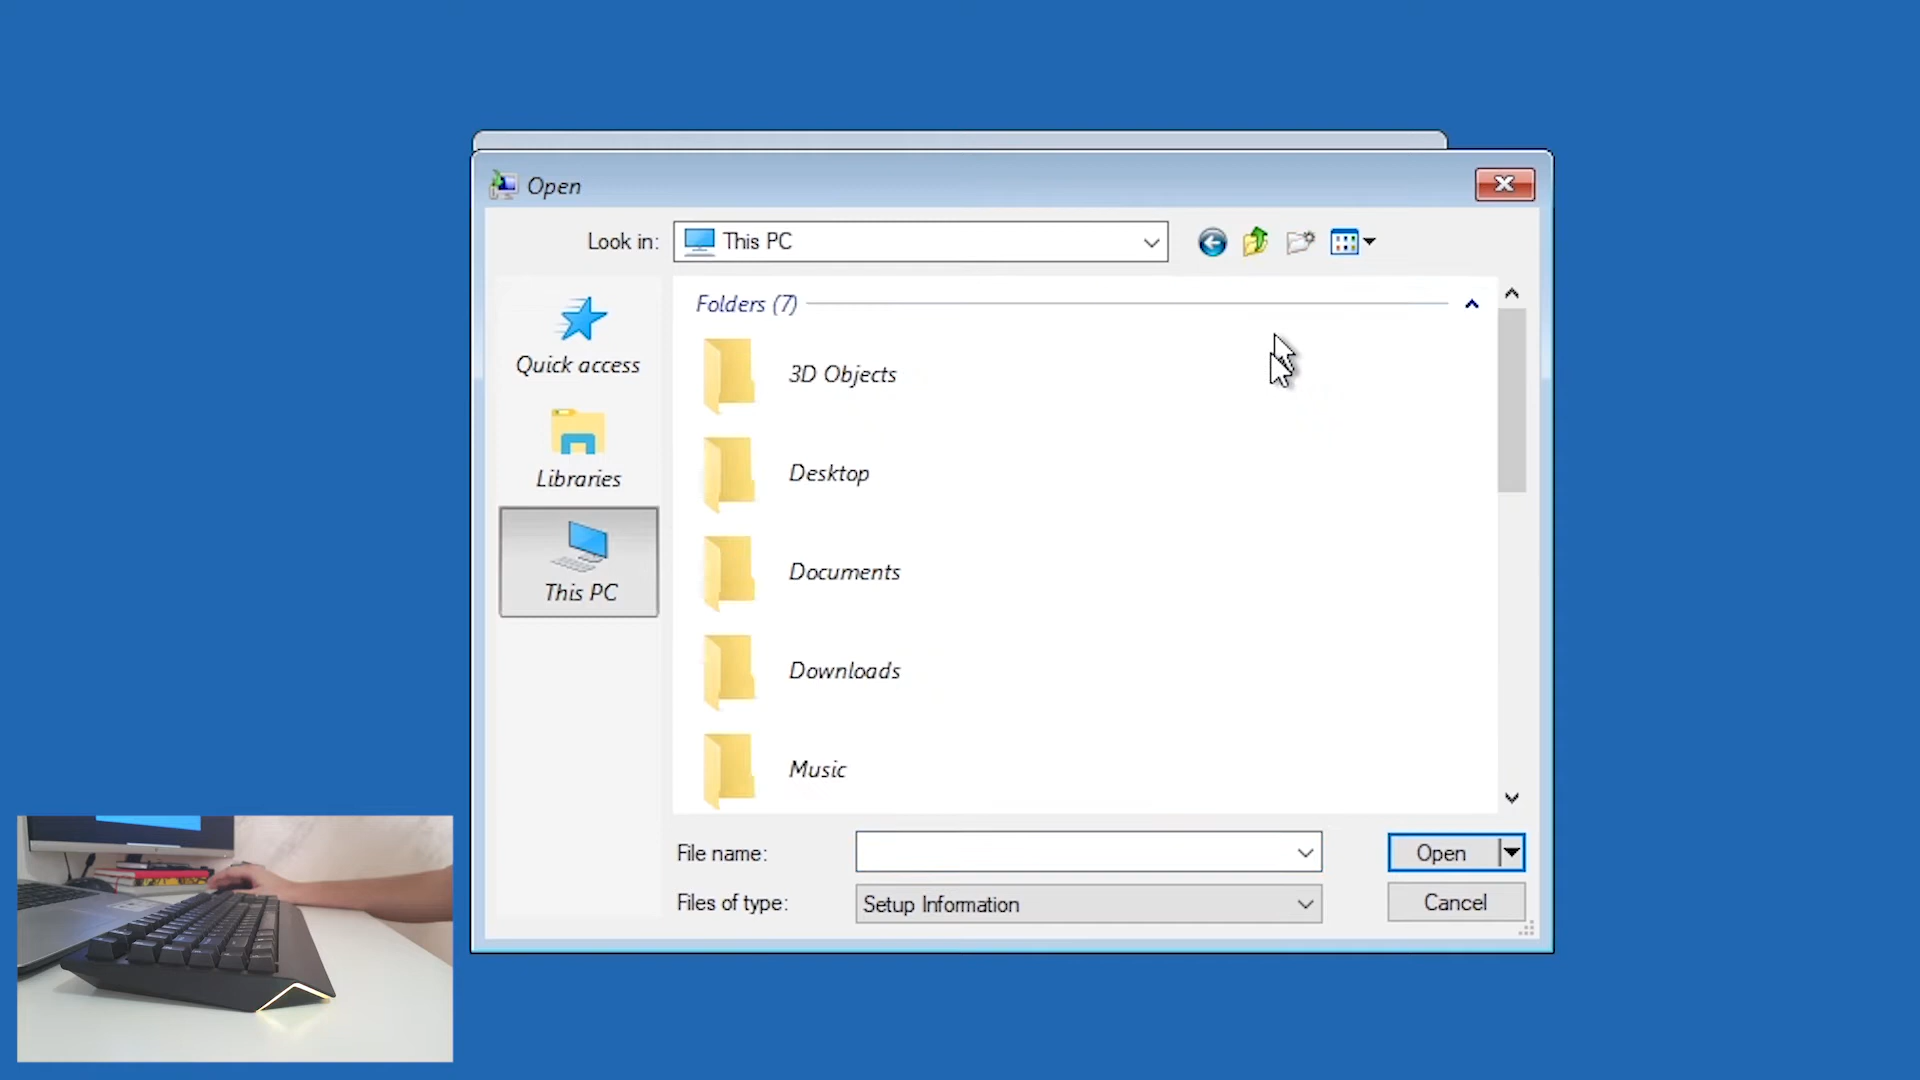 Open
Look in:
This PC
Folders (7)
Quick access
3D Objects
Libraries
Desktop
This PC
Documents
Downloads
Music
File name:
Open
Files of type:
Setup Information
Cancel